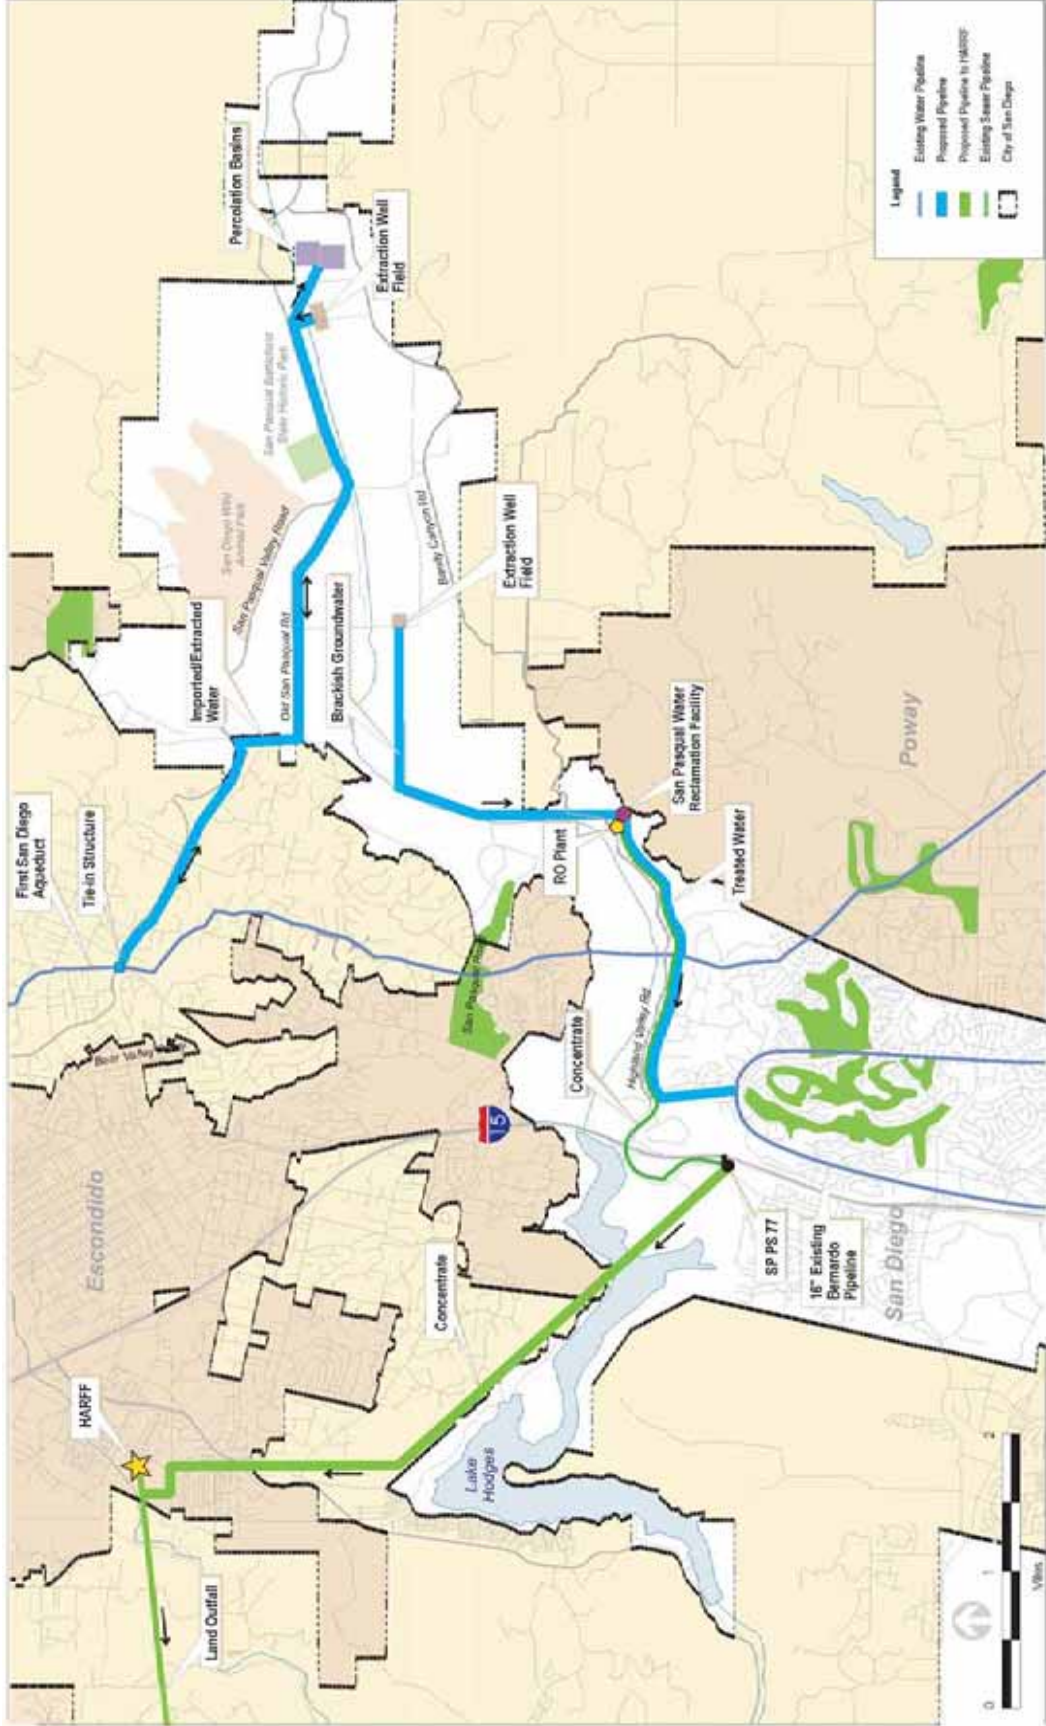 First San Diego
Aqueduct
Tie-in Structure
HARFF
Escondido
Bear Valley
Imported/Extracted
Water
San Pasqual Valley Road
San Diego Wild
Animal Park
San Pasqual Battlefield
State Historic Park
Percolation Basins
Extraction Well
Field
Old San Pasqual Rd
Brackish Groundwater
Bandy Canyon Rd
Extraction Well
Field
15
San Pasqual Rd
RO Plant
San Pasqual Water
Reclamation Facility
Land Outfall
Concentrate
Concentrate
Highland Valley Rd
Treated Water
Poway
Lake
Hodges
SP PS 77
16" Existing
Bernardo
Pipeline
San Diego
Legend
Existing Water Pipeline
Proposed Pipeline
Proposed Pipeline to HARRF
Existing Sewer Pipeline
City of San Diego
0 1 2
Miles